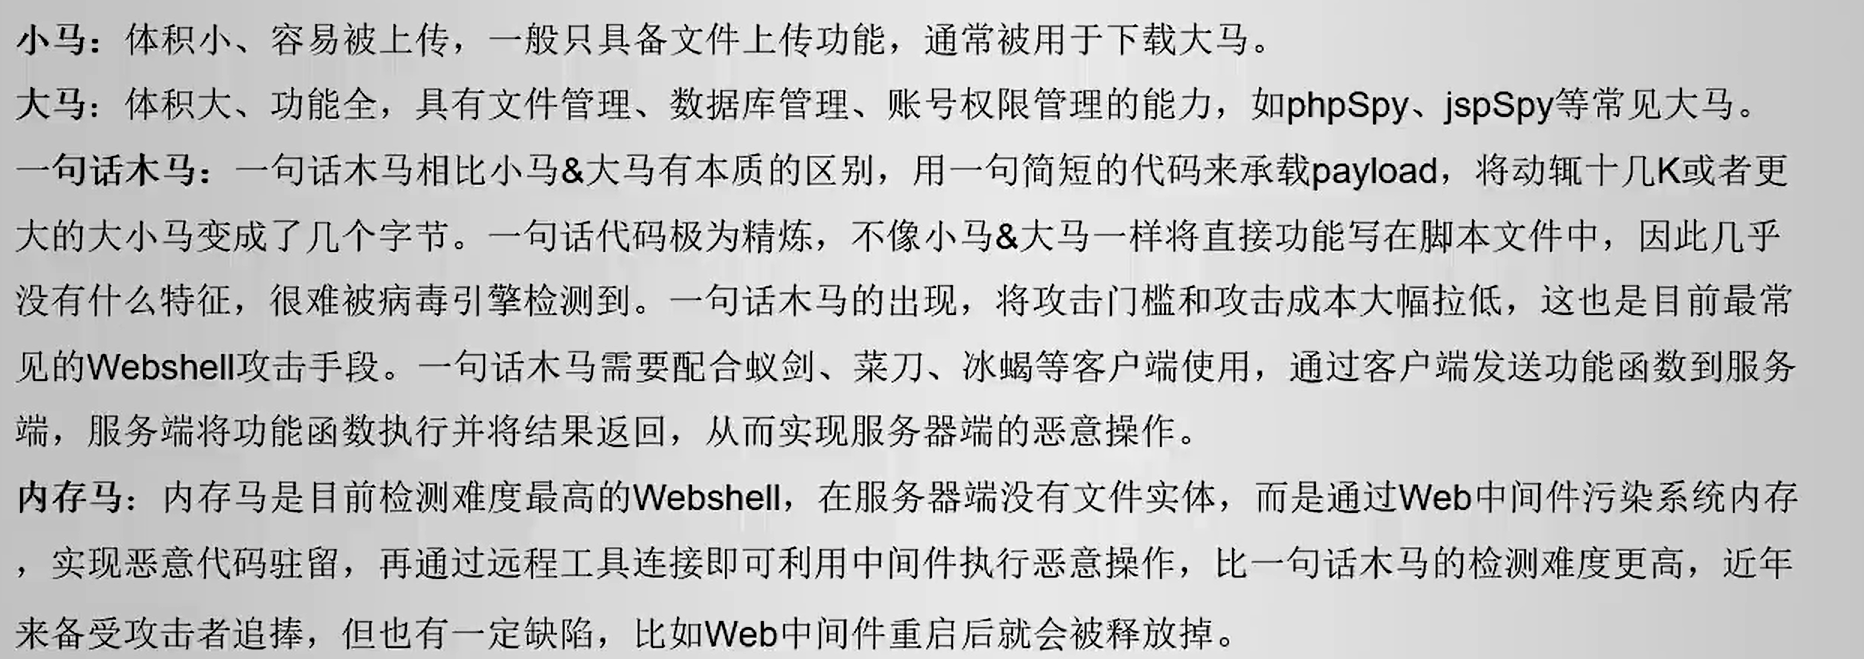 小马：体积小、容易被上传，一般只具备文件上传功能，通常被用于下载大马。
大马：体积大、功能全，具有文件管理、数据库管理、账号权限管理的能力，如phpSpy、jspSpy等常见大马。
一句话木马：一句话木马相比小马&大马有本质的区别，用一句简短的代码来承载payload，将动辄十几K或者更
大的大小马变成了几个字节。一句话代码极为精炼，不像小马&大马一样将直接功能写在脚本文件中，因此几乎
没有什么特征，很难被病毒引擎检测到。一句话木马的出现，将攻击门槛和攻击成本大幅拉低，这也是目前最常
见的Webshell攻击手段。一句话木马需要配合蚁剑、菜刀、冰蝎等客户端使用，通过客户端发送功能函数到服务
端，服务端将功能函数执行并将结果返回，从而实现服务器端的恶意操作。
内存马：内存马是目前检测难度最高的Webshell，在服务器端没有文件实体，而是通过Web中间件污染系统内存
，实现恶意代码驻留，再通过远程工具连接即可利用中间件执行恶意操作，比一句话木马的检测难度更高，近年
来备受攻击者追捧，但也有一定缺陷，比如Web中间件重启后就会被释放掉。